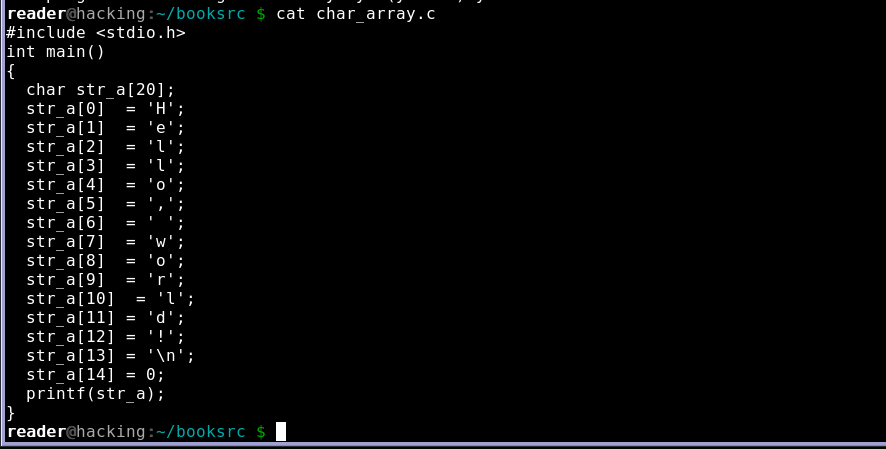 reader@hacking:~/booksrc $ cat char_array.c
#include <stdio.h>
int main()
{
  char str_a[20];
  str_a[0]  = 'H';
  str_a[1]  = 'e';
  str_a[2]  = 'l';
  str_a[3]  = 'l';
  str_a[4]  = 'o';
  str_a[5]  = ',';
  str_a[6]  = ' ';
  str_a[7]  = 'w';
  str_a[8]  = 'o';
  str_a[9]  = 'r';
  str_a[10]  = 'l';
  str_a[11] = 'd';
  str_a[12] = '!';
  str_a[13] = '\n';
  str_a[14] = 0;
  printf(str_a);
}
reader@hacking:~/booksrc $